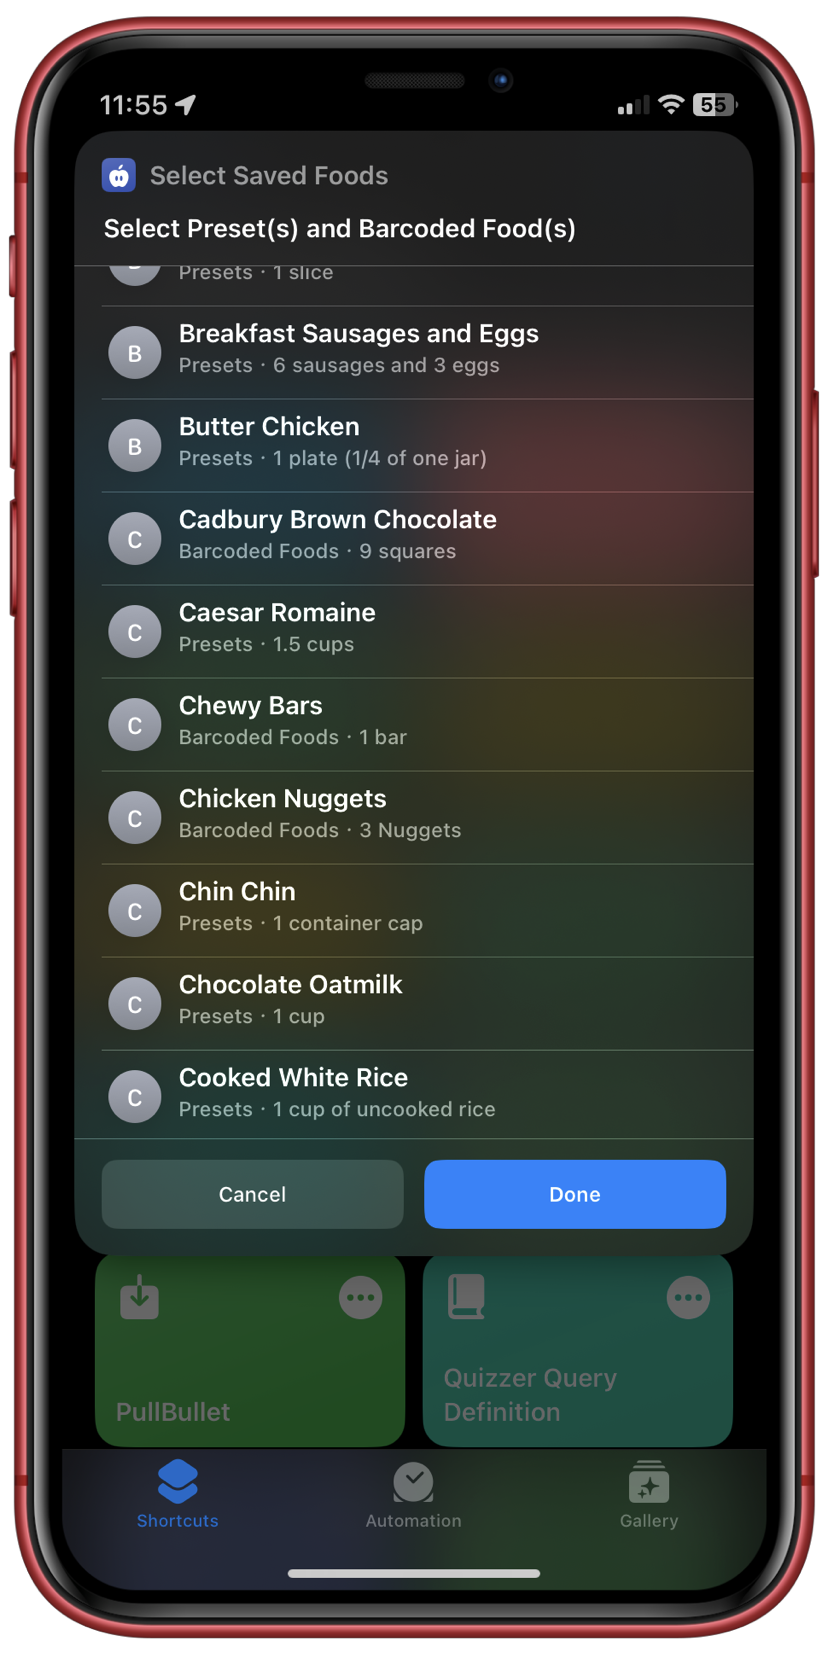 11:55
55
Select Saved Foods
Select Preset(s) and Barcoded Food(s)
Presets · 1 slice
B
Breakfast Sausages and Eggs
Presets · 6 sausages and 3 eggs
B
Butter Chicken
Presets · 1 plate (1/4 of one jar)
C
Cadbury Brown Chocolate
Barcoded Foods · 9 squares
C
Caesar Romaine
Presets · 1.5 cups
C
Chewy Bars
Barcoded Foods · 1 bar
C
Chicken Nuggets
Barcoded Foods · 3 Nuggets
C
Chin Chin
Presets · 1 container cap
C
Chocolate Oatmilk
Presets · 1 cup
C
Cooked White Rice
Presets · 1 cup of uncooked rice
Cancel
Done
PullBullet
Quizzer Query
Definition
Shortcuts
Automation
Gallery